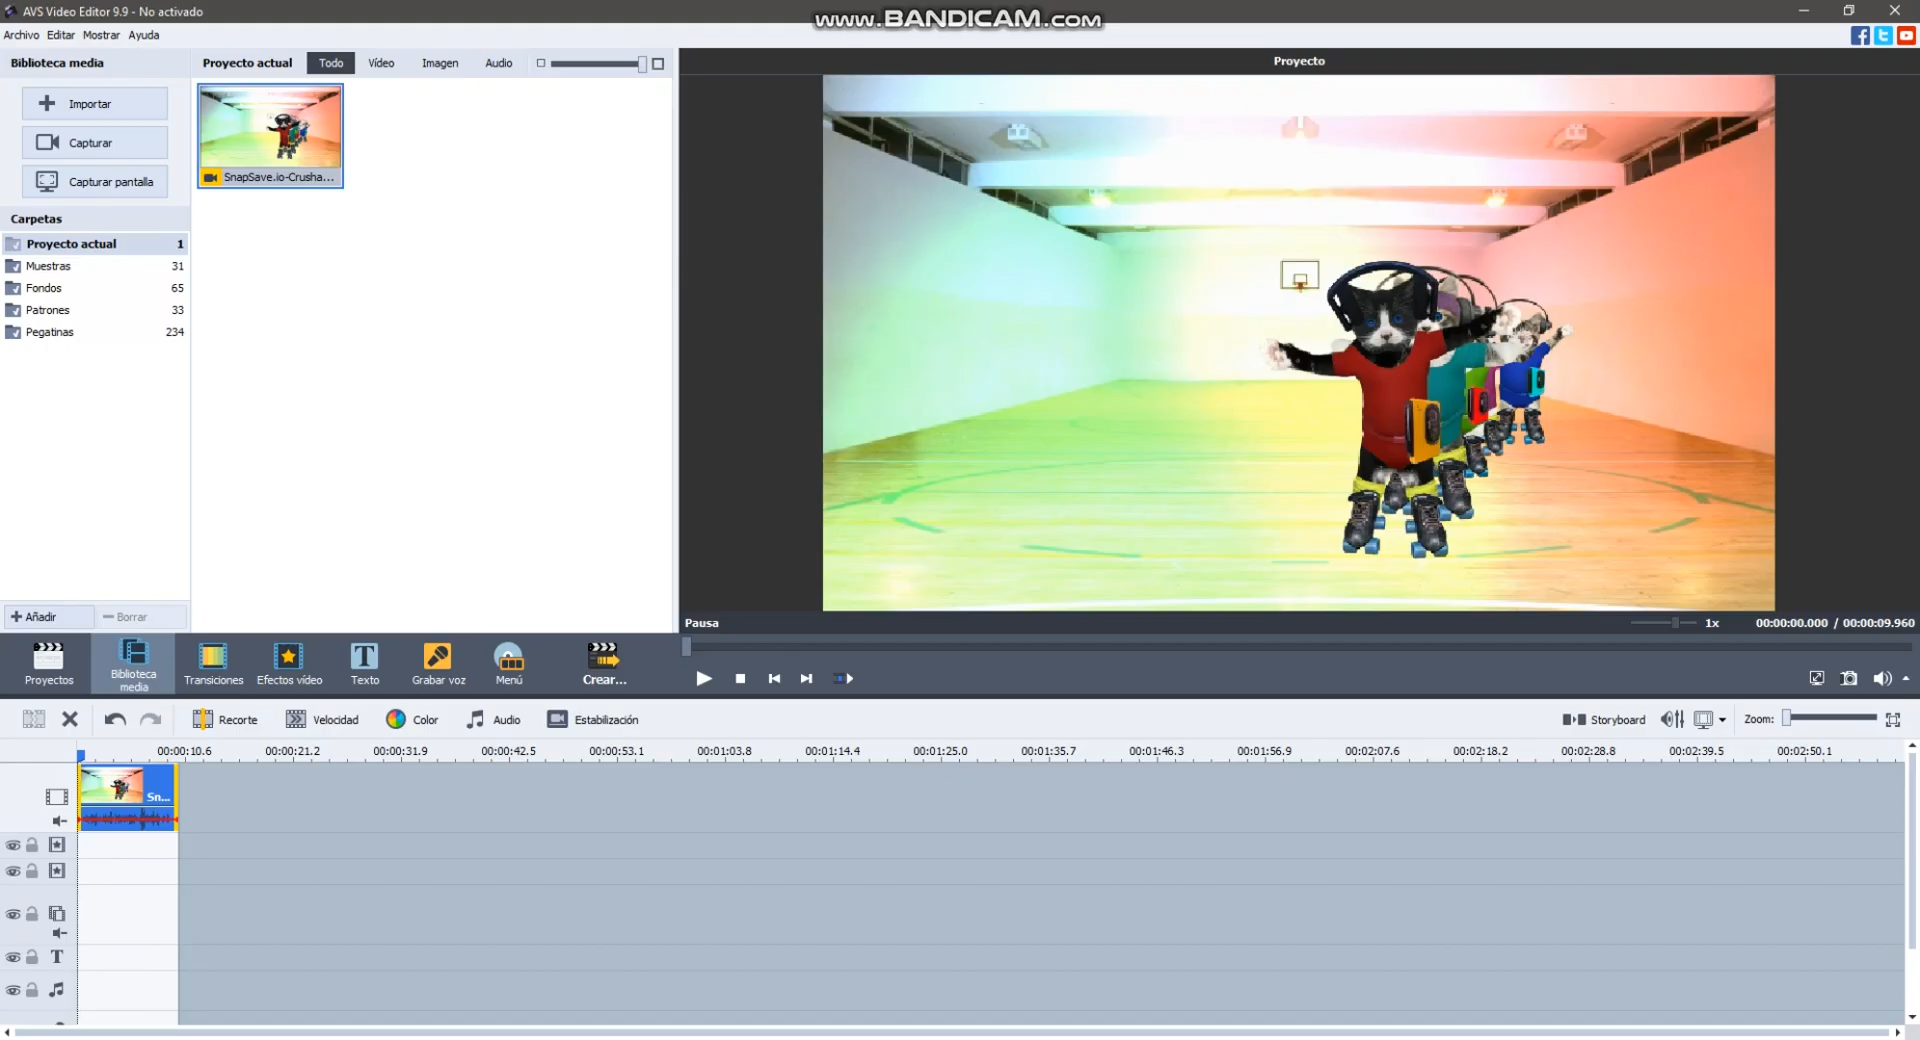 AVS Video Editor 9.9 - No activado
www.BANDICAM.com
Archivo Editar Mostrar Ayuda
Biblioteca media
Proyecto actual Todo Vídeo Imagen Audio
Proyecto
Importar
Capturar
Capturar pantalla
SnapSave.io-Crusha...
Carpetas
Proyecto actual 1
Muestras 31
Fondos 65
Patrones 33
Pegatinas 234
Añadir Borrar
Pausa 1x 00:00:00.000 / 00:00:09.960
Proyectos Biblioteca media Transiciones Efectos vídeo Texto Grabar voz Menú Crear...
Recorte Velocidad Color Audio Estabilización Storyboard Zoom:
00:00:10.6 00:00:21.2 00:00:31.9 00:00:42.5 00:00:53.1 00:01:03.8 00:01:14.4 00:01:25.0 00:01:35.7 00:01:46.3 00:01:56.9 00:02:07.6 00:02:18.2 00:02:28.8 00:02:39.5 00:02:50.1
Sn...